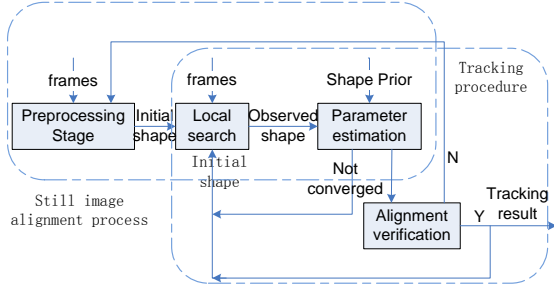 frames
frames
Shape Prior
Tracking
procedure
Preprocessing
Stage
Initial
shape
Local
search
Observed
shape
Parameter
estimation
Initial
shape
Not
converged
N
Still image
alignment process
Alignment
verification
Y
Tracking
result